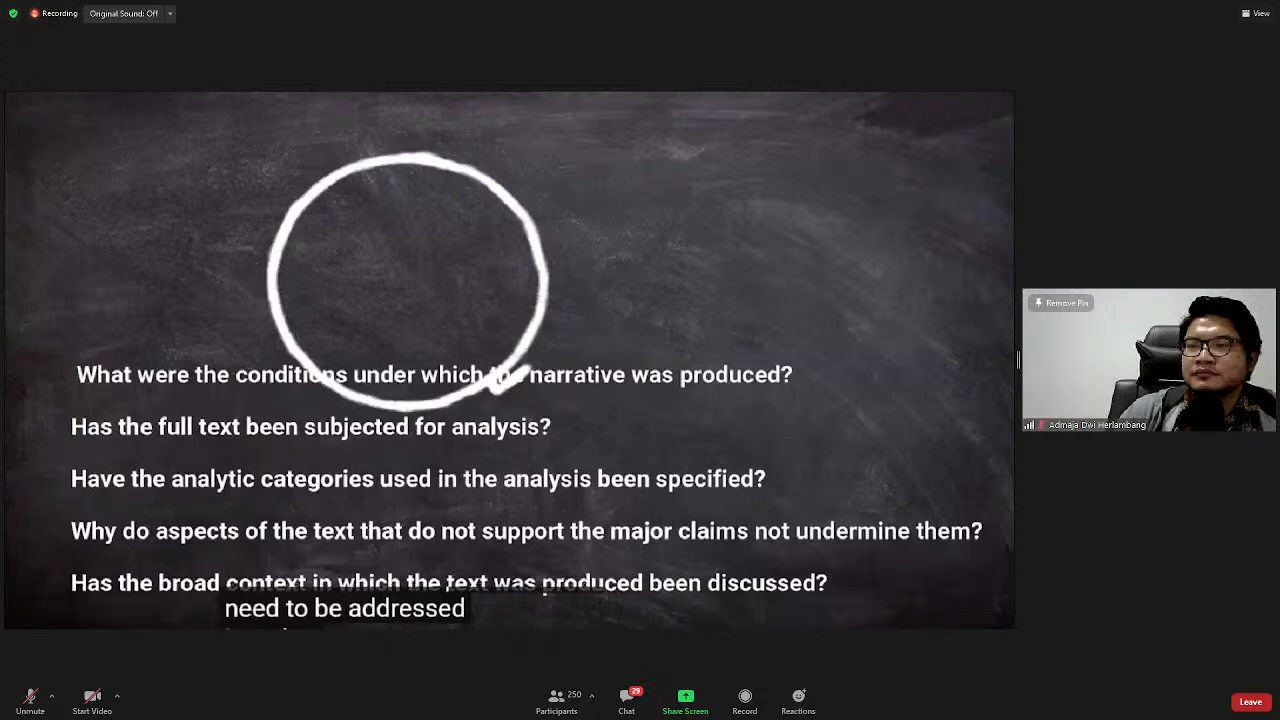 Recording
Original Sound: Off
View
What were the conditions under which the narrative was produced?
Has the full text been subjected for analysis?
Have the analytic categories used in the analysis been specified?
Why do aspects of the text that do not support the major claims not undermine them?
Has the broad context in which the text was produced been discussed?
need to be addressed
Remove Pin
Admaja Dwi Herlambang
Unmute
Start Video
250
Participants
29
Chat
Share Screen
Record
Reactions
Leave